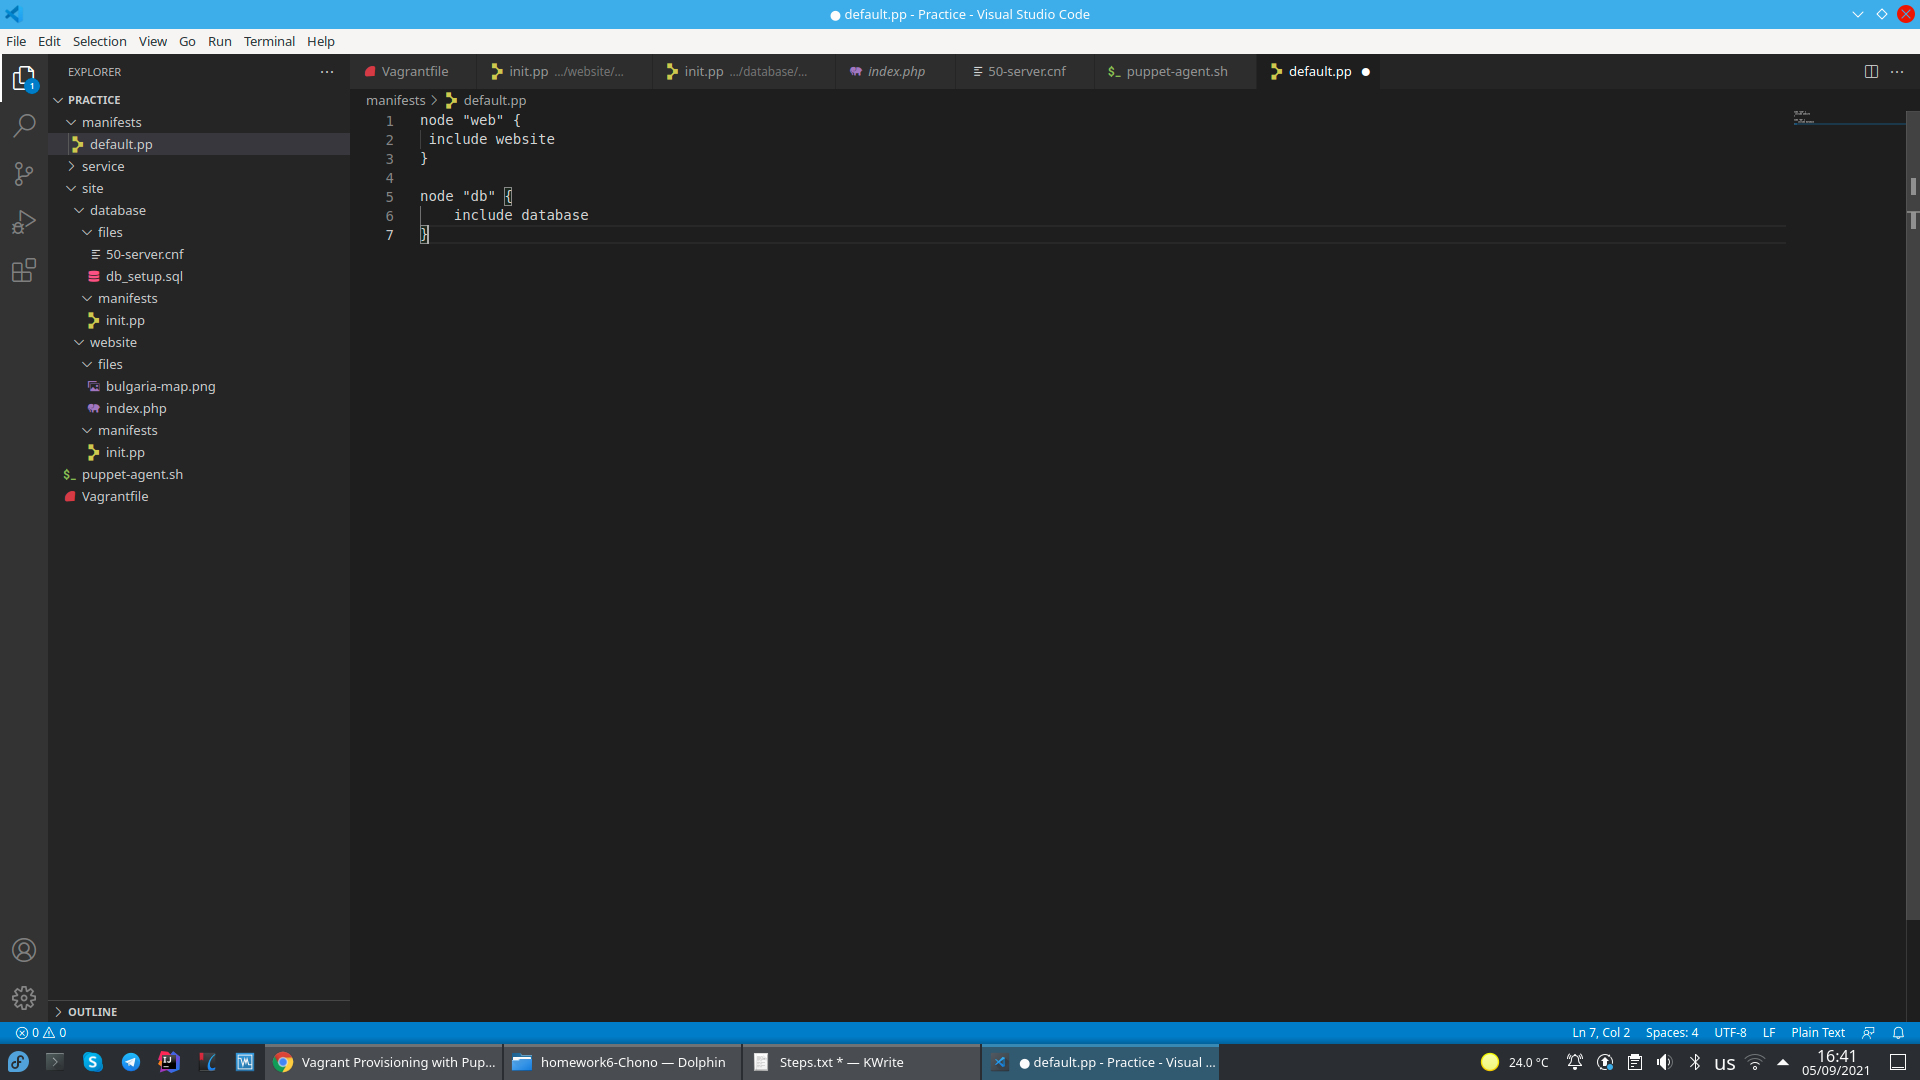 default.pp - Practice - Visual Studio Code
File Edit Selection View Go Run Terminal Help
EXPLORER
PRACTICE
manifests
default.pp
service
site
database
files
50-server.cnf
db_setup.sql
manifests
init.pp
website
files
bulgaria-map.png
index.php
manifests
init.pp
puppet-agent.sh
Vagrantfile
OUTLINE
Vagrantfile init.pp .../website/... init.pp .../database/... index.php 50-server.cnf puppet-agent.sh default.pp
manifests > default.pp
1 node "web" {
2 include website
3 }
4
5 node "db" {
6 include database
7 }
1
0 0 Ln 7, Col 2 Spaces: 4 UTF-8 LF Plain Text
Vagrant Provisioning with Pup... homework6-Chono — Dolphin Steps.txt * — KWrite default.pp - Practice - Visual ... 24.0 °C us 16:41
05/09/2021